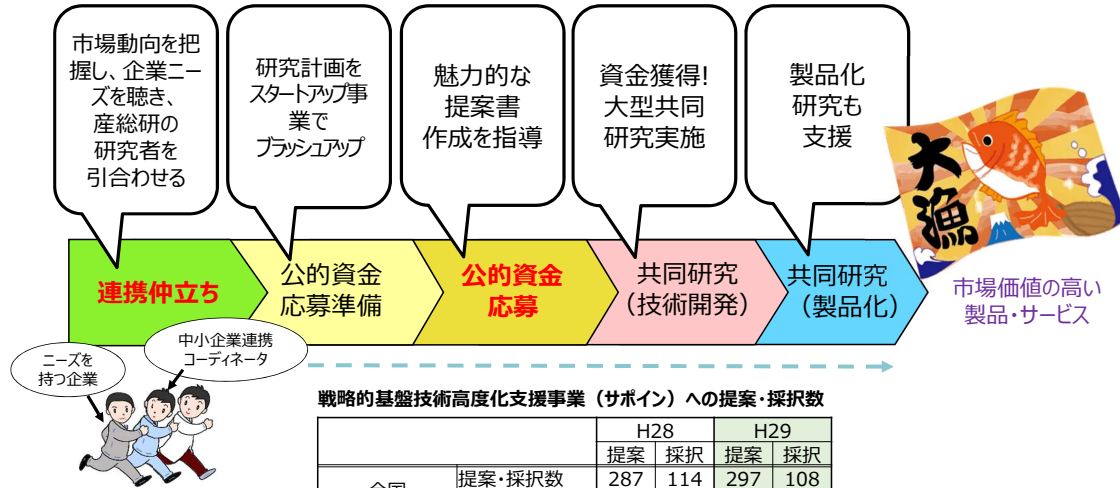 市場動向を把
握し、企業ニー
ズを聴き、
産総研の
研究者を
引合わせる
研究計画を
スタートアップ事
業で
ブラッシュアップ
魅力的な
提案書
作成を指導
資金獲得!
大型共同
研究実施
製品化
研究も
支援
大漁
連携仲立ち
公的資金
応募準備
公的資金
応募
共同研究
（技術開発）
共同研究
（製品化）
市場価値の高い
製品・サービス
ニーズを
持つ企業
中小企業連携
コーディネータ
戦略的基盤技術高度化支援事業（サポイン）への提案・採択数
H28 H29
提案 採択 提案 採択
全国 提案・採択数 287 114 297 108